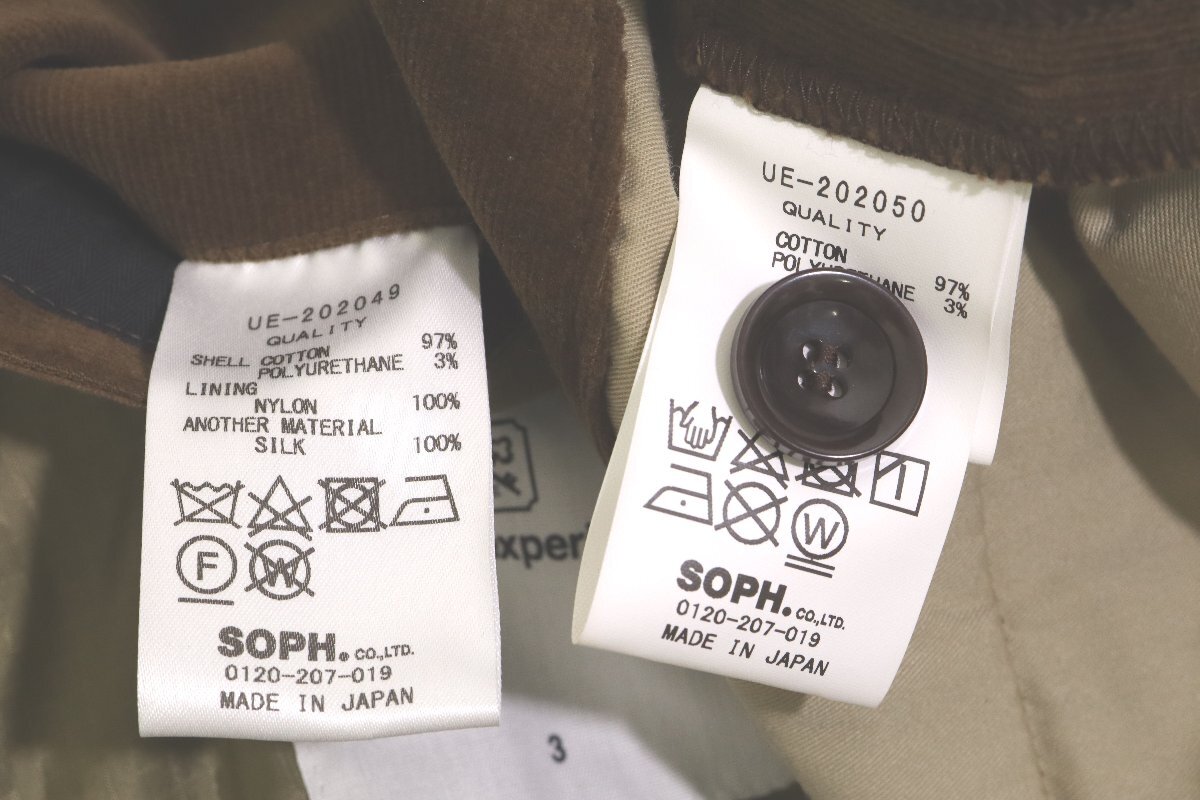 UE-202049
QUALITY
SHELL COTTON 97%
POLYURETHANE 3%
LINING
NYLON 100%
ANOTHER MATERIAL
SILK 100%
F W
SOPH. CO.,LTD.
0120-207-019
MADE IN JAPAN
UE-202050
QUALITY
COTTON 97%
POLYURETHANE 3%
W
SOPH. CO.,LTD.
0120-207-019
MADE IN JAPAN
xperi
3